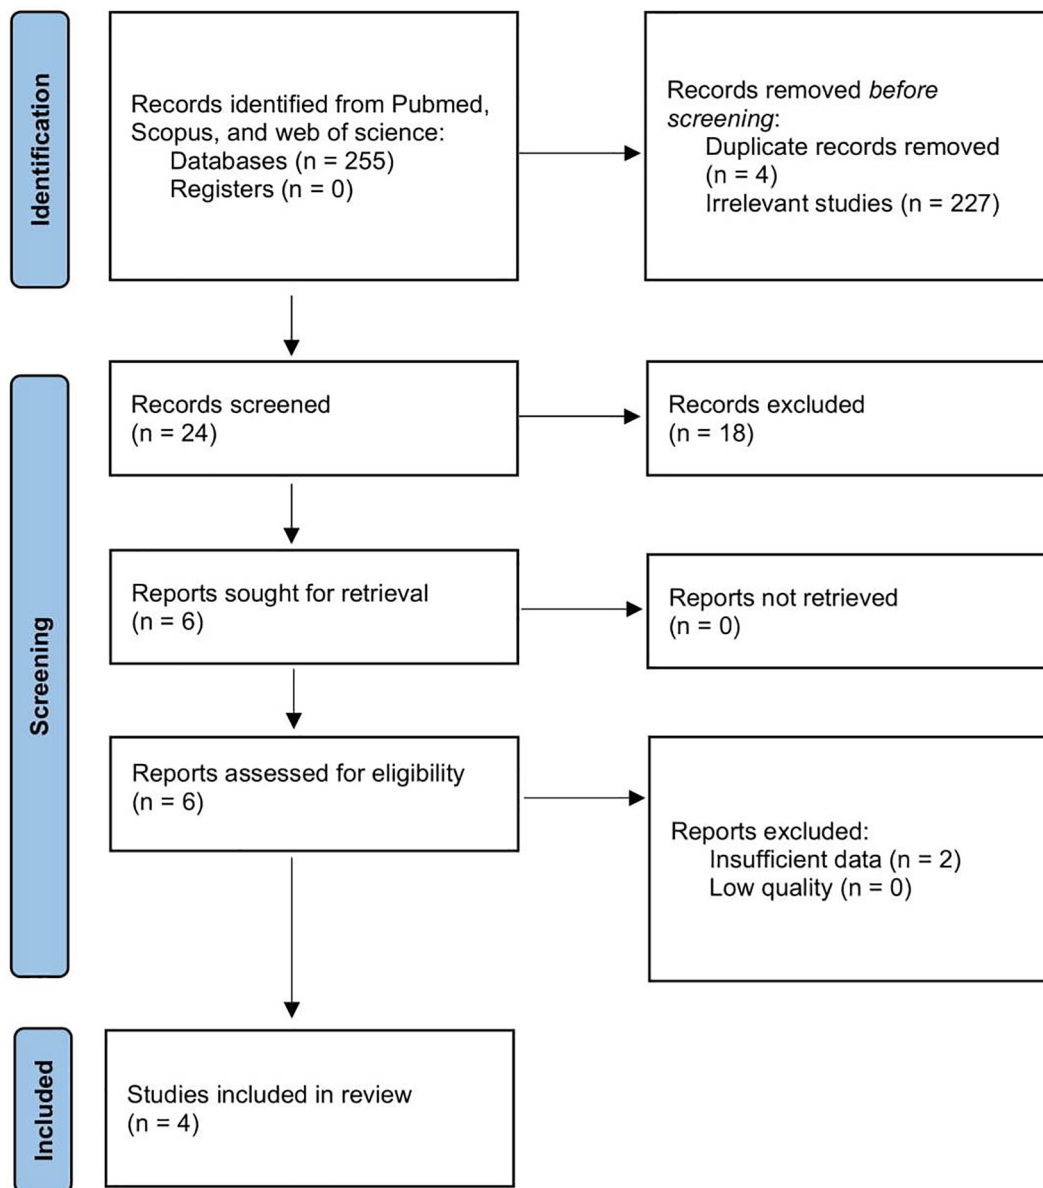 Identification
Records identified from Pubmed,
Scopus, and web of science:
Databases (n = 255)
Registers (n = 0)
Records removed before
screening:
Duplicate records removed
(n = 4)
Irrelevant studies (n = 227)
Screening
Records screened
(n = 24)
Records excluded
(n = 18)
Reports sought for retrieval
(n = 6)
Reports not retrieved
(n = 0)
Reports assessed for eligibility
(n = 6)
Reports excluded:
Insufficient data (n = 2)
Low quality (n = 0)
Included
Studies included in review
(n = 4)